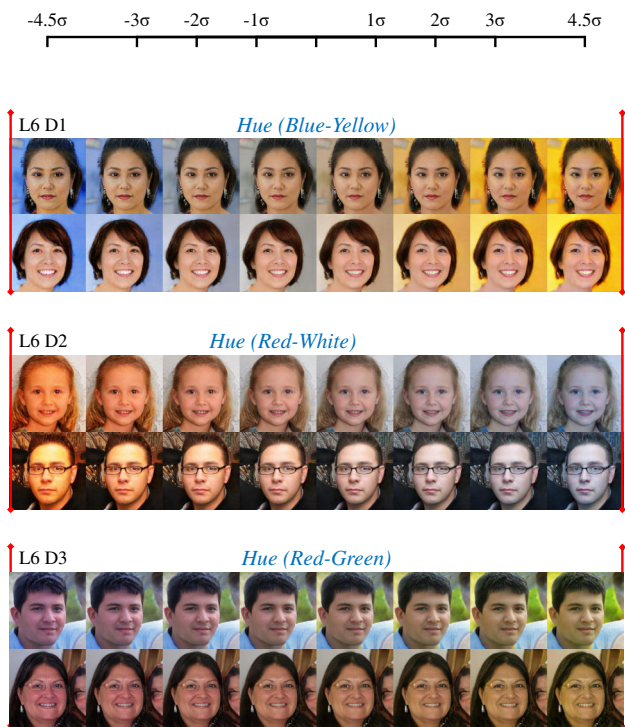 -4.5σ -3σ -2σ -1σ 1σ 2σ 3σ 4.5σ
L6 D1 Hue (Blue-Yellow)
L6 D2 Hue (Red-White)
L6 D3 Hue (Red-Green)